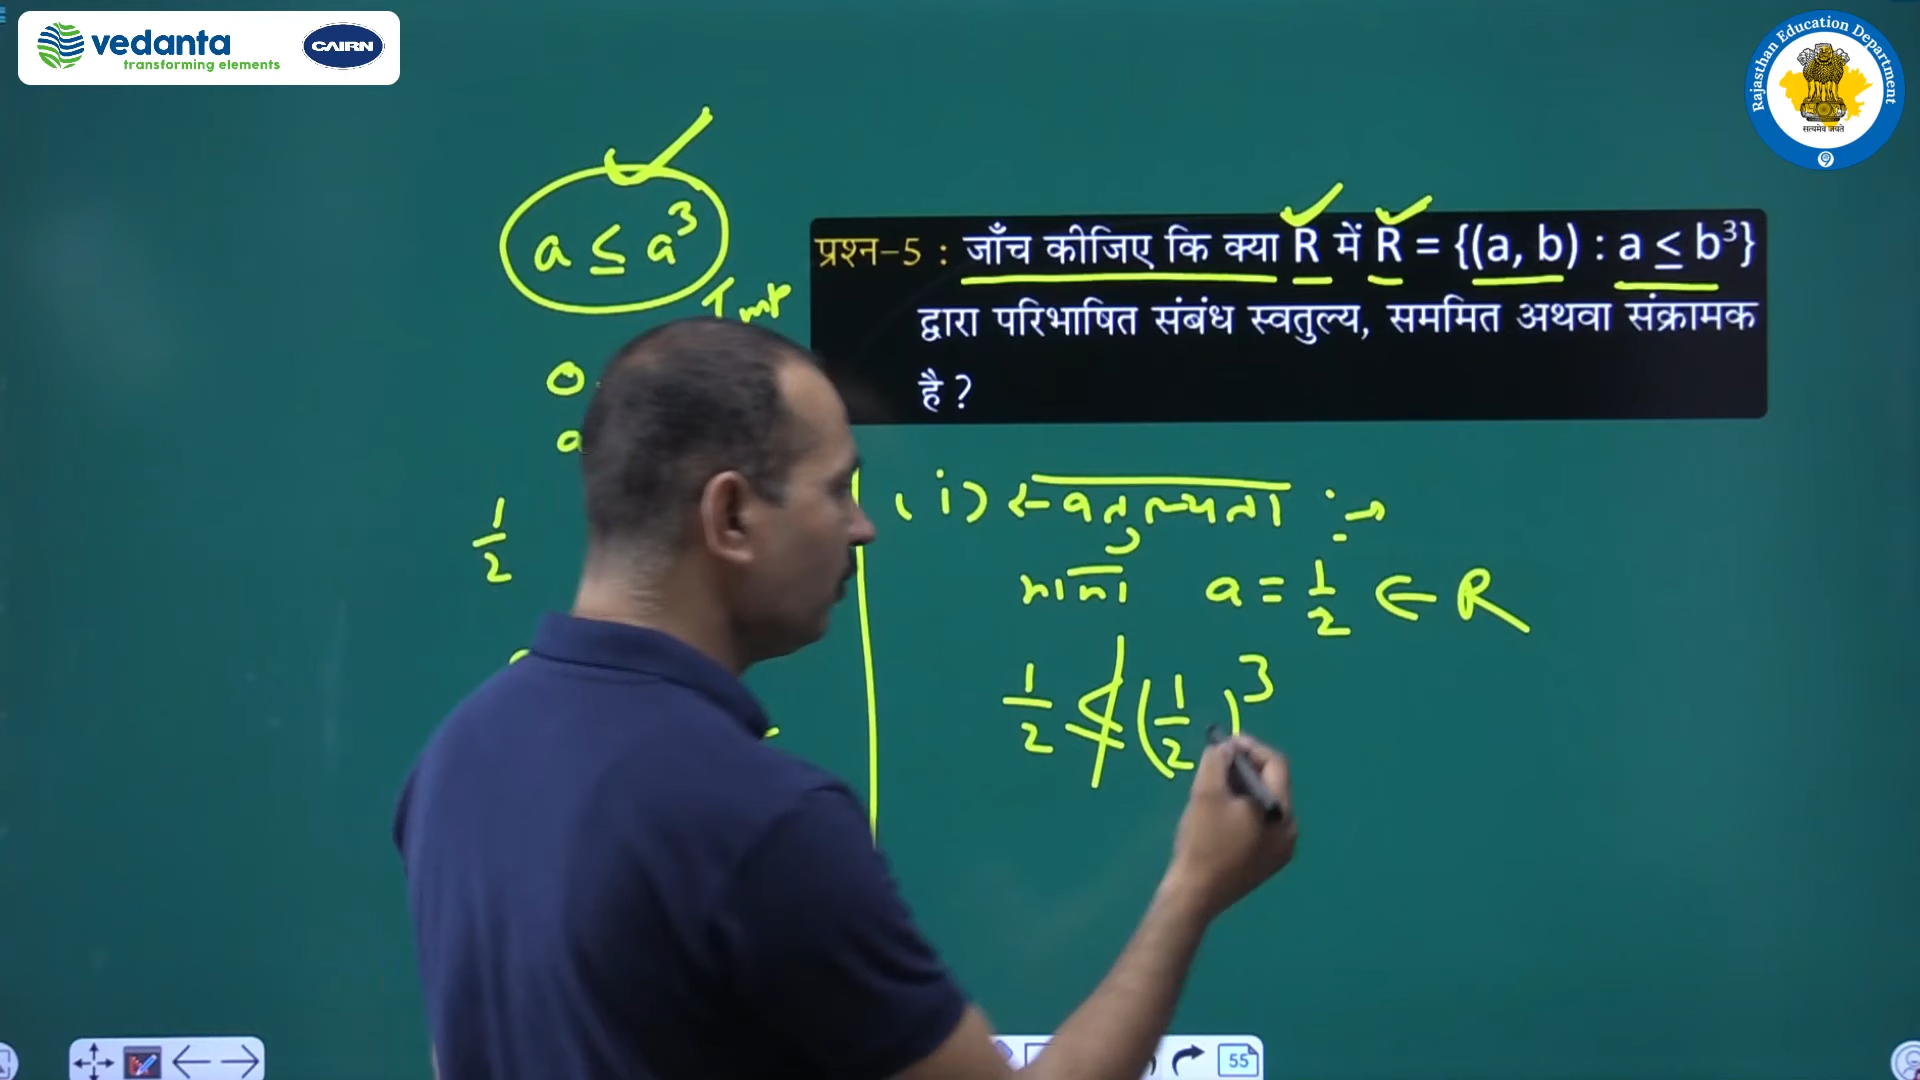 vedanta
transforming elements
CAIRN
Rajasthan Education Department
सत्यमेव जयते
a ≤ a³
0
a
1/2
प्रश्न–5 : जाँच कीजिए कि क्या R में R = {(a, b) : a ≤ b³}
द्वारा परिभाषित संबंध स्वतुल्य, सममित अथवा संक्रामक
है ?
(i) स्वतुल्यता :→
माना a = 1/2 ∈ R
1/2 ≰ (1/2)³
55